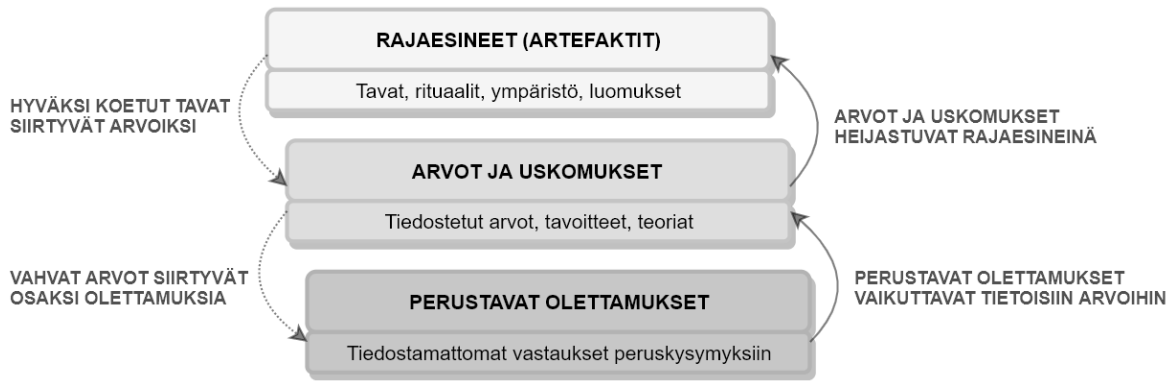 RAJAESINEET (ARTEFAKTIT)
Tavat, rituaalit, ympäristö, luomukset
HYVÄKSI KOETUT TAVAT
SIIRTYVÄT ARVOIKSI
ARVOT JA USKOMUKSET
HEIJASTUVAT RAJAESINEINÄ
ARVOT JA USKOMUKSET
Tiedostetut arvot, tavoitteet, teoriat
VAHVAT ARVOT SIIRTYVÄT
OSAKSI OLETTAMUKSIA
PERUSTAVAT OLETTAMUKSET
VAIKUTTAVAT TIETOISIIN ARVOIHIN
PERUSTAVAT OLETTAMUKSET
Tiedostamattomat vastaukset peruskysymyksiin